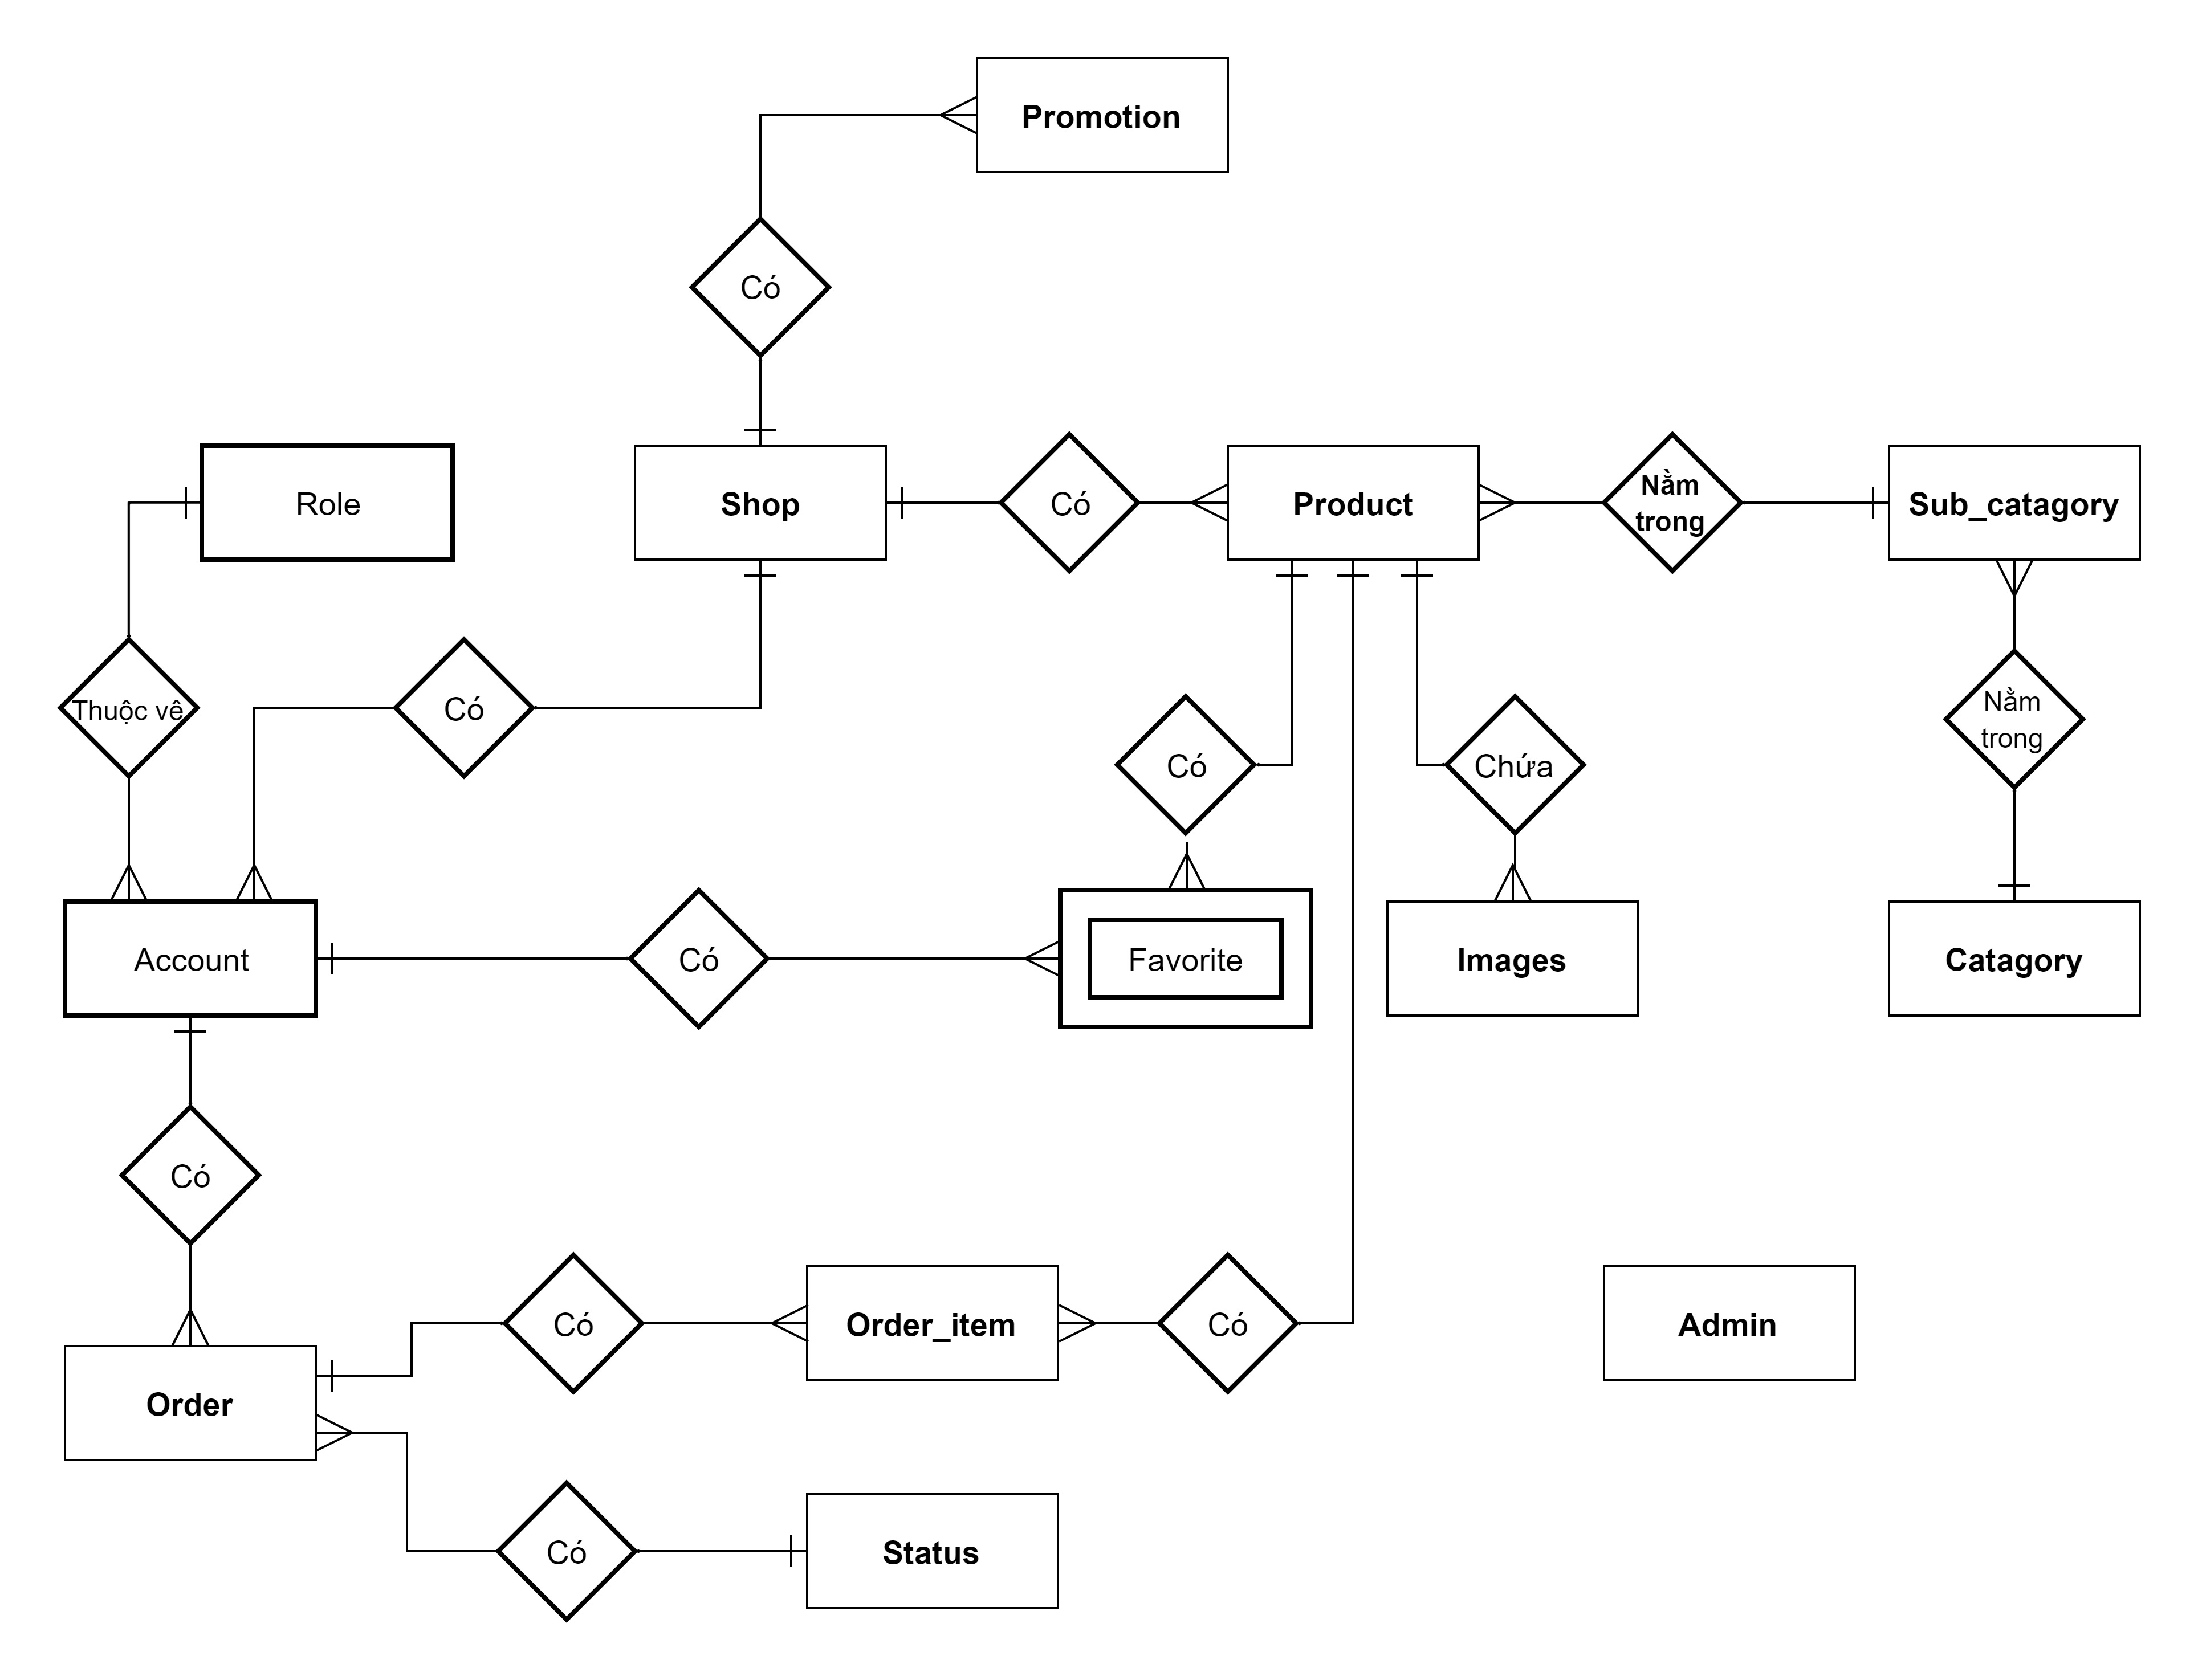 Promotion
Có
Role
Shop
Có
Product
Nằm
trong
Sub_catagory
Thuộc vê
Có
Có
Chứa
Nằm
trong
Account
Có
Favorite
Images
Catagory
Có
Có
Order_item
Có
Admin
Order
Có
Status